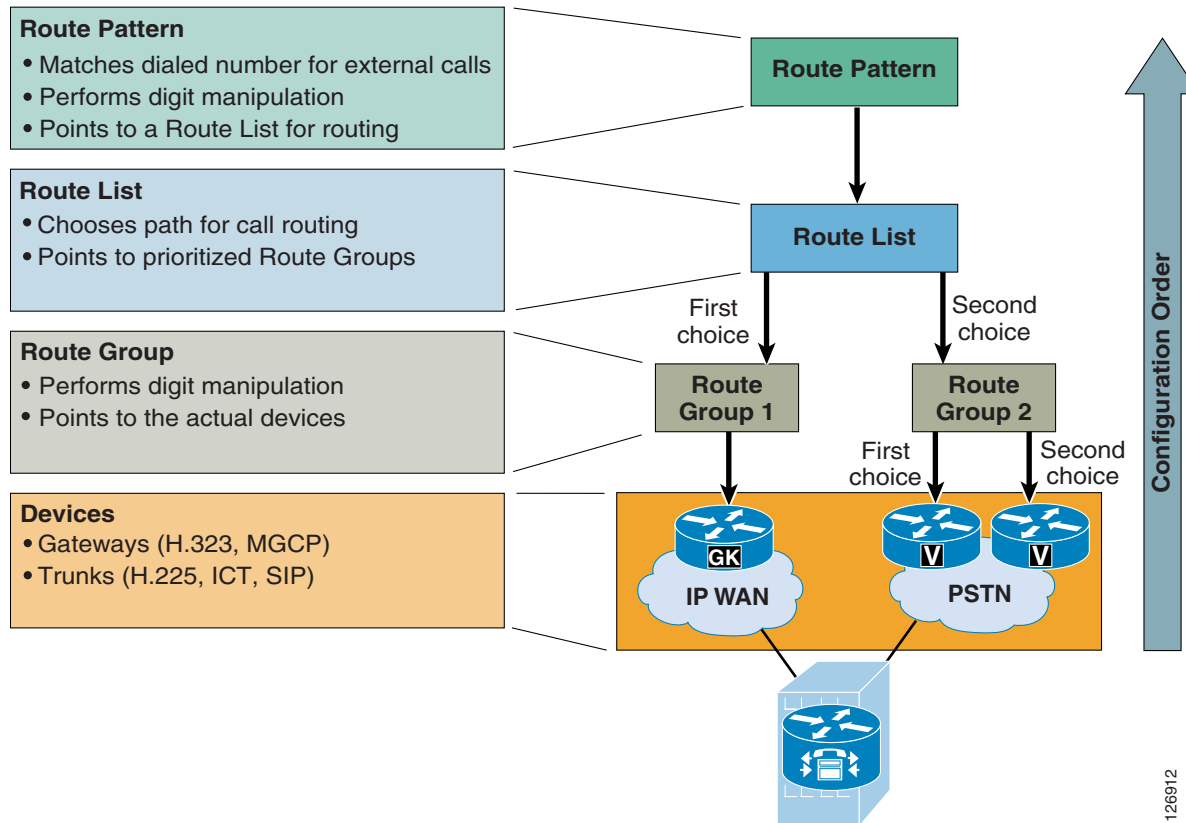 Route Pattern
• Matches dialed number for external calls
• Performs digit manipulation
• Points to a Route List for routing
Route List
• Chooses path for call routing
• Points to prioritized Route Groups
Route Group
• Performs digit manipulation
• Points to the actual devices
Devices
• Gateways (H.323, MGCP)
• Trunks (H.225, ICT, SIP)
Route Pattern
Route List
First
choice
Second
choice
Route
Group 1
Route
Group 2
First
choice
Second
choice
GK
V
V
IP WAN
PSTN
Configuration Order
126912